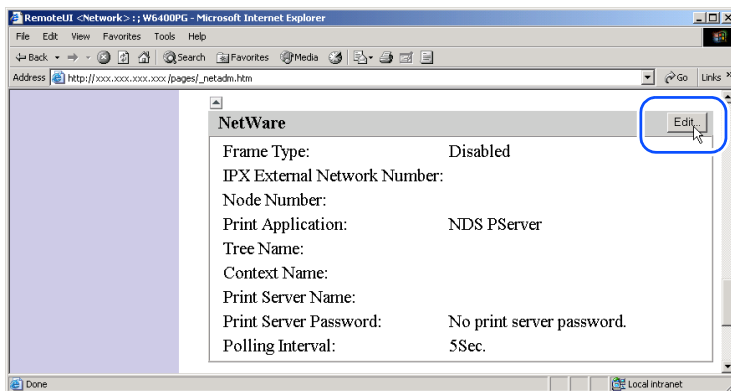 RemoteUI <Network> : ; W6400PG - Microsoft Internet Explorer
File Edit View Favorites Tools Help
Back Search Favorites Media
Address http://xxx.xxx.xxx.xxx/pages/_netadm.htm Go Links »
NetWare Edit...
Frame Type: Disabled
IPX External Network Number:
Node Number:
Print Application: NDS PServer
Tree Name:
Context Name:
Print Server Name:
Print Server Password: No print server password.
Polling Interval: 5Sec.
Done Local intranet